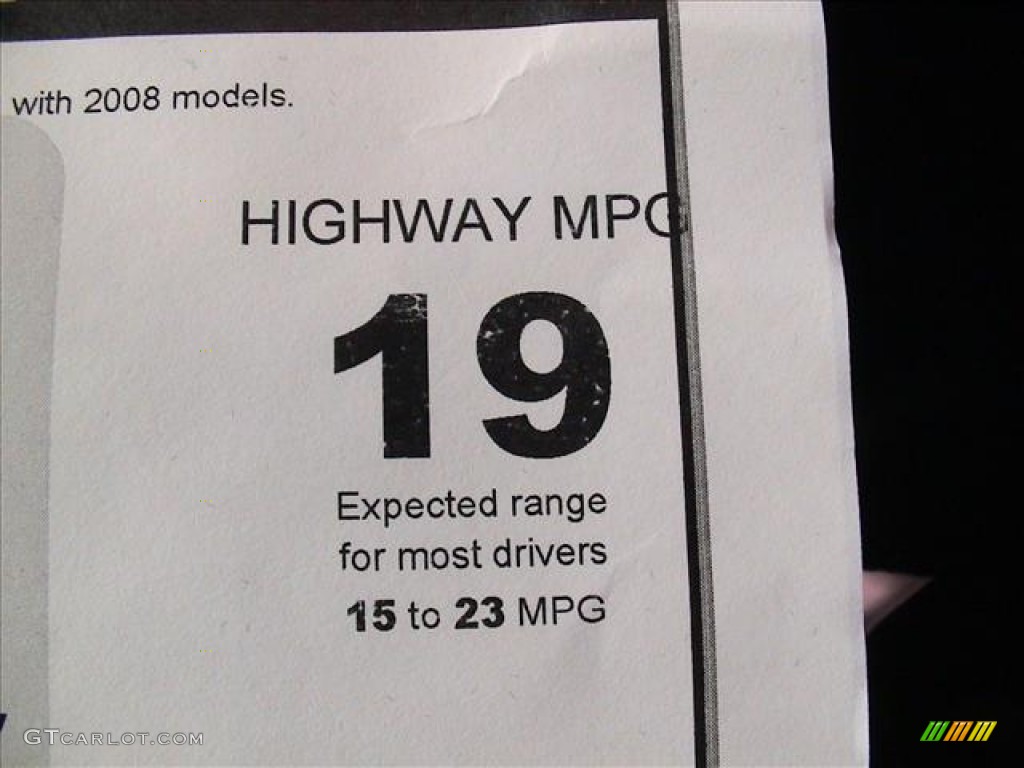 with 2008 models.
HIGHWAY MPG
19
Expected range
for most drivers
15 to 23 MPG
GTCARLOT.COM